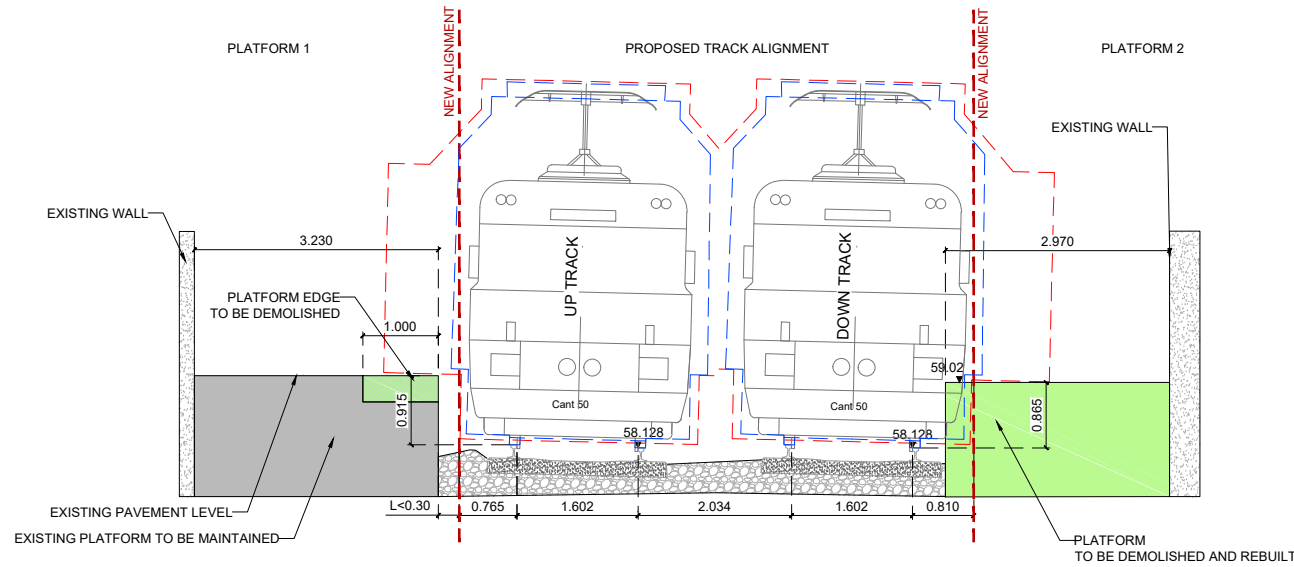 PLATFORM 1
PROPOSED TRACK ALIGNMENT
PLATFORM 2
NEW ALIGNMENT
NEW ALIGNMENT
EXISTING WALL
EXISTING WALL
3.230
2.970
PLATFORM EDGE
TO BE DEMOLISHED
1.000
UP TRACK
DOWN TRACK
59.02
0.915
0.865
Cant 50
Cant 50
58.128
58.128
EXISTING PAVEMENT LEVEL
L<0.30
0.765
1.602
2.034
1.602
0.810
EXISTING PLATFORM TO BE MAINTAINED
PLATFORM
TO BE DEMOLISHED AND REBUILT